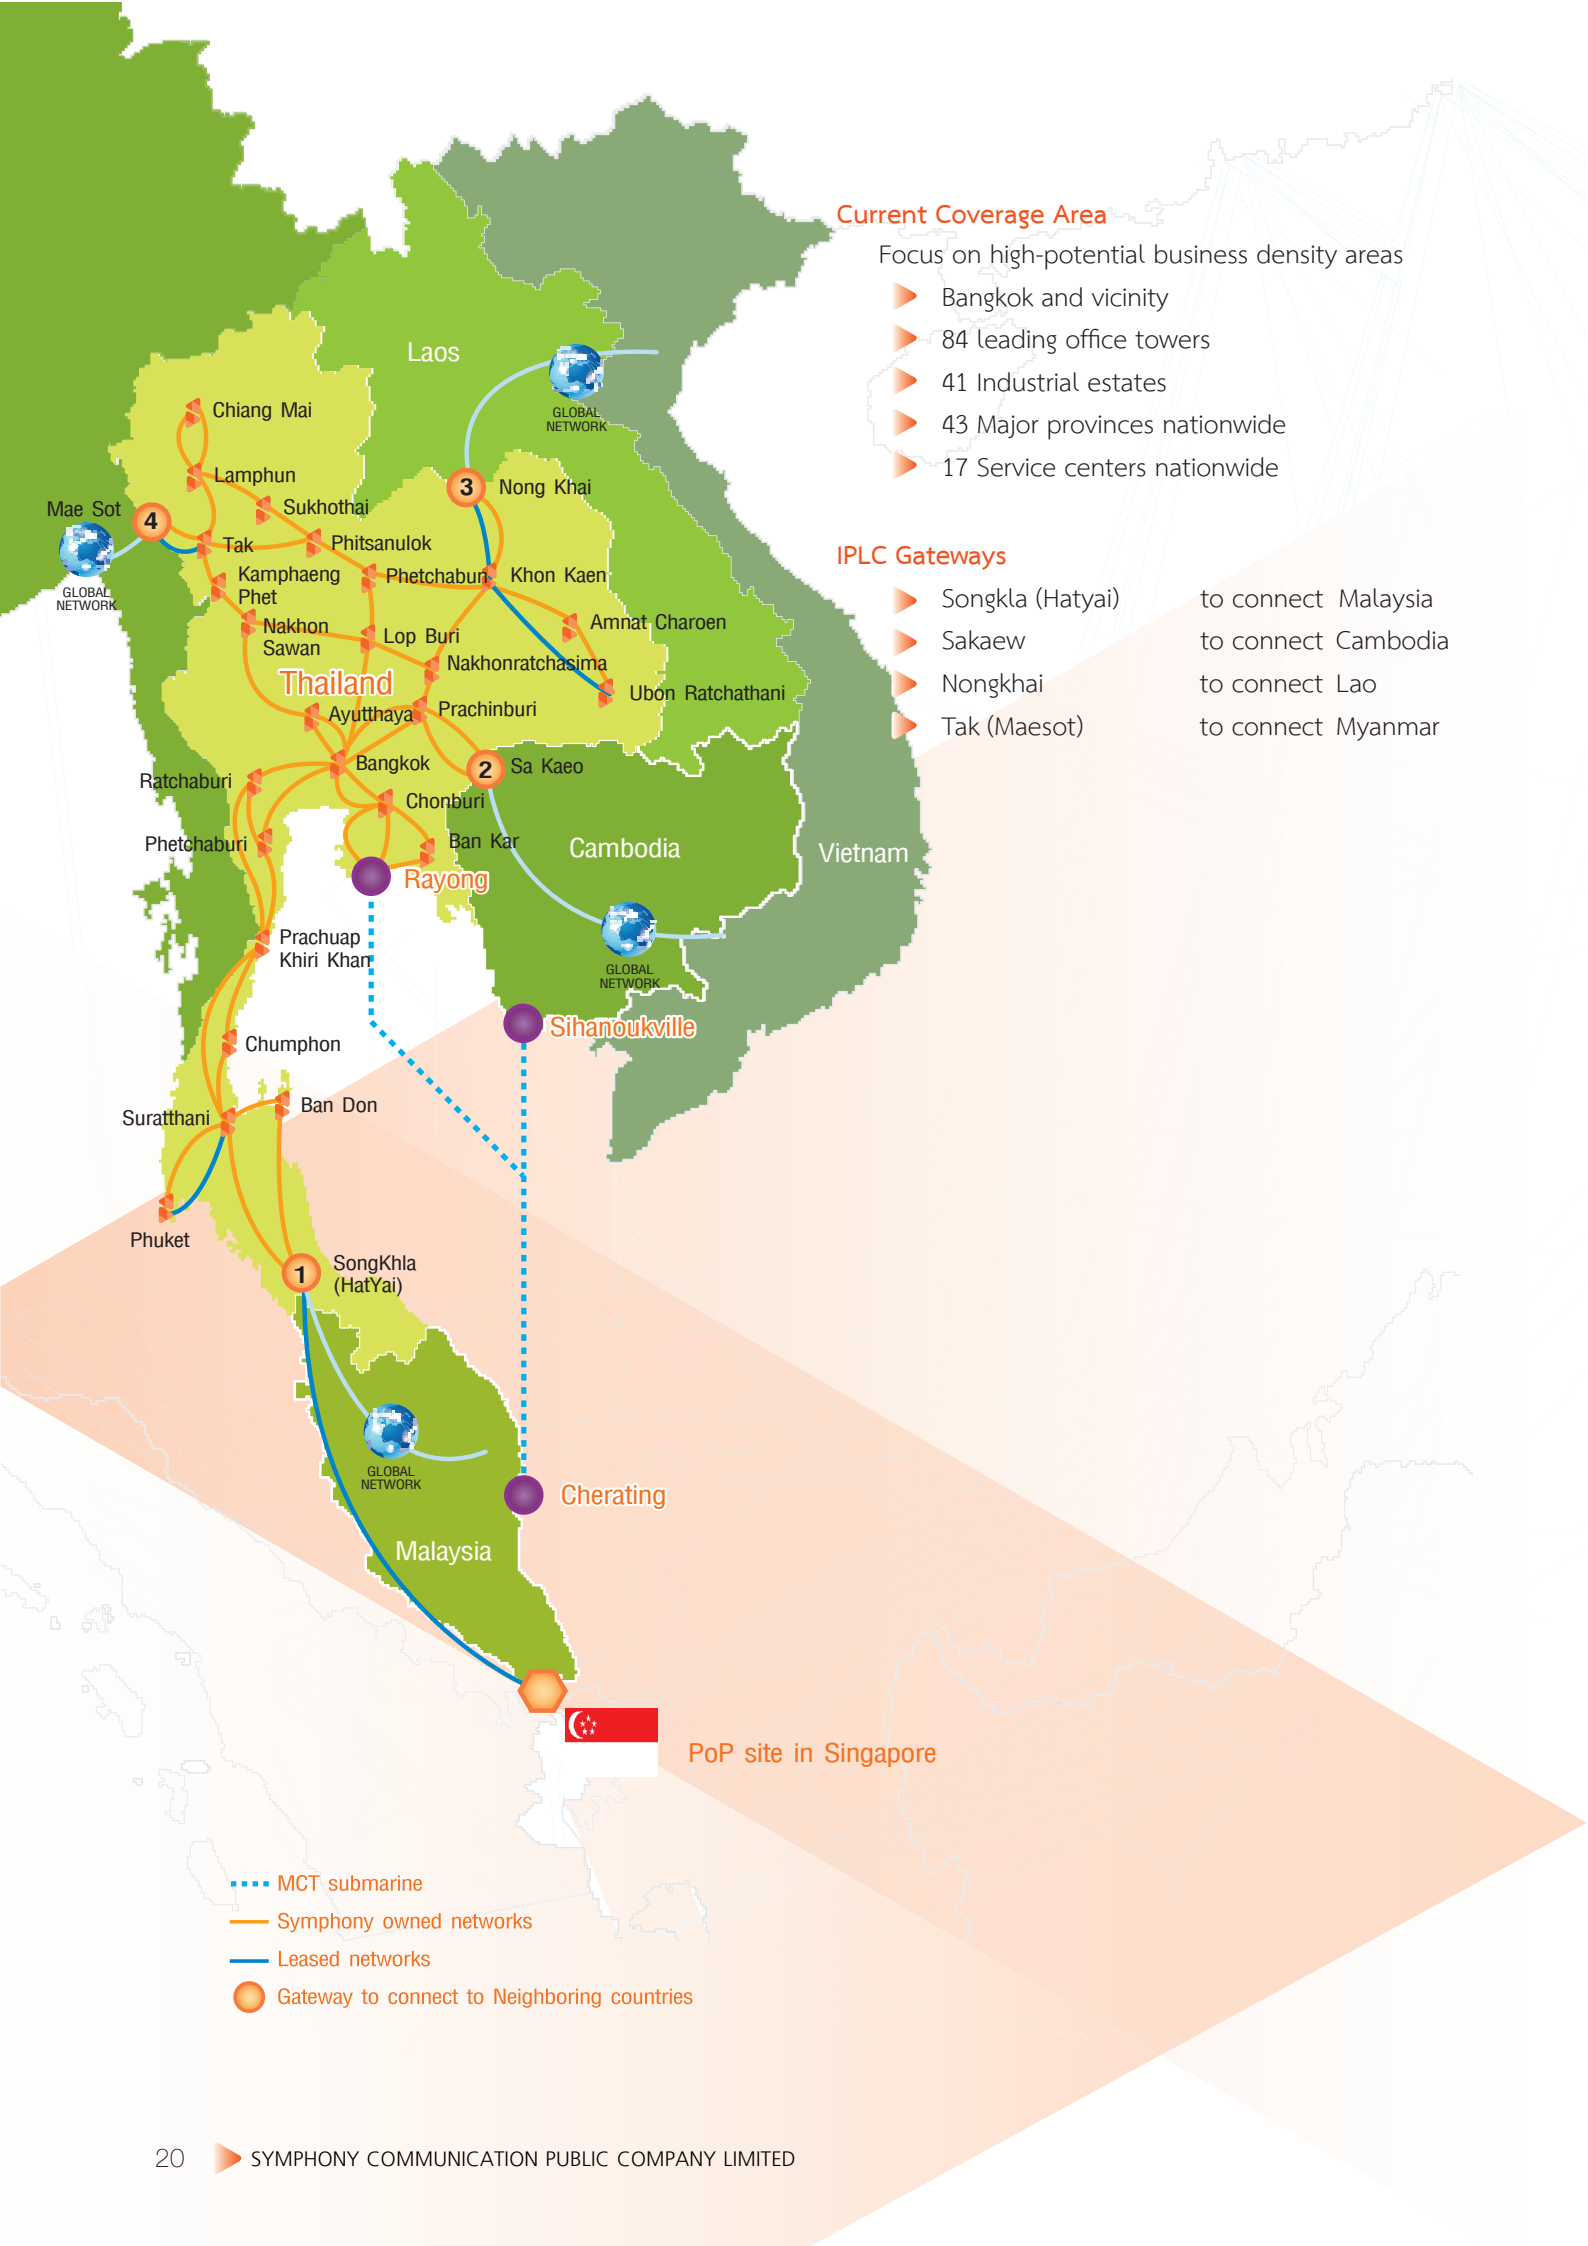 Current Coverage Area
Focus on high-potential business density areas
Bangkok and vicinity
84 leading office towers
41 Industrial estates
43 Major provinces nationwide
17 Service centers nationwide
IPLC Gateways
Songkla (Hatyai) to connect Malaysia
Sakaew to connect Cambodia
Nongkhai to connect Lao
Tak (Maesot) to connect Myanmar
Laos
GLOBAL
NETWORK
Chiang Mai
Lamphun
3
Nong Khai
Sukhothai
Mae Sot
4
Tak
Phitsanulok
GLOBAL
NETWORK
Kamphaeng
Phet
Phetchabun
Khon Kaen
Nakhon
Sawan
Lop Buri
Amnat Charoen
Nakhonratchasima
Thailand
Ubon Ratchathani
Ayutthaya
Prachinburi
Bangkok
2
Sa Kaeo
Ratchaburi
Chonburi
Phetchaburi
Ban Kar
Cambodia
Vietnam
Rayong
Prachuap
Khiri Khan
GLOBAL
NETWORK
Sihanoukville
Chumphon
Suratthani
Ban Don
Phuket
1
SongKhla
(HatYai)
GLOBAL
NETWORK
Cherating
Malaysia
PoP site in Singapore
MCT submarine
Symphony owned networks
Leased networks
Gateway to connect to Neighboring countries
20 SYMPHONY COMMUNICATION PUBLIC COMPANY LIMITED